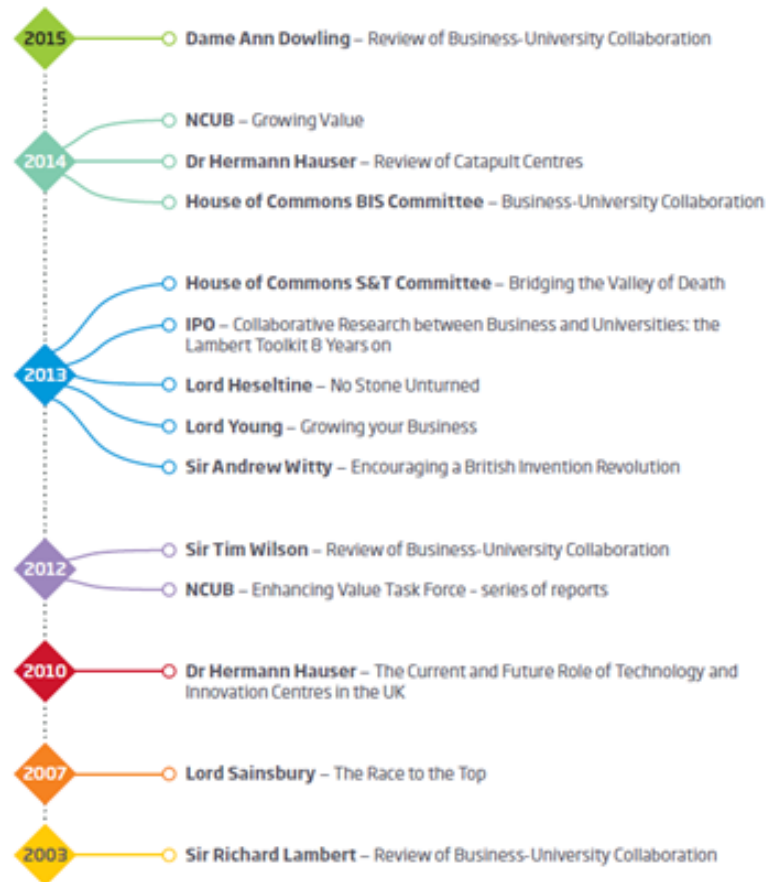 2015
Dame Ann Dowling – Review of Business-University Collaboration
NCUB – Growing Value
2014
Dr Hermann Hauser – Review of Catapult Centres
House of Commons BIS Committee – Business-University Collaboration
House of Commons S&T Committee – Bridging the Valley of Death
IPO – Collaborative Research between Business and Universities: the
Lambert Toolkit 8 Years on
2013
Lord Heseltine – No Stone Unturned
Lord Young – Growing your Business
Sir Andrew Witty – Encouraging a British Invention Revolution
2012
Sir Tim Wilson – Review of Business-University Collaboration
NCUB – Enhancing Value Task Force – series of reports
2010
Dr Hermann Hauser – The Current and Future Role of Technology and
Innovation Centres in the UK
2007
Lord Sainsbury – The Race to the Top
2003
Sir Richard Lambert – Review of Business-University Collaboration